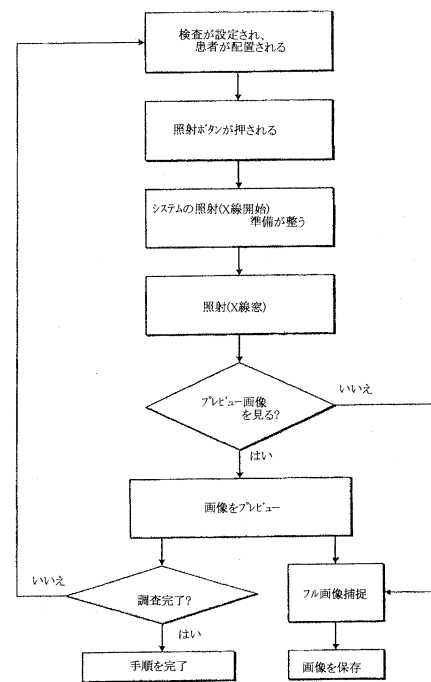 検査が設定され、
患者が配置される
照射ボタンが押される
システムの照射(X線開始)
準備が整う
照射(X線窓)
プレビュー画像
を見る?
いいえ
はい
画像をプレビュー
いいえ
調査完了?
フル画像捕捉
はい
手順を完了
画像を保存